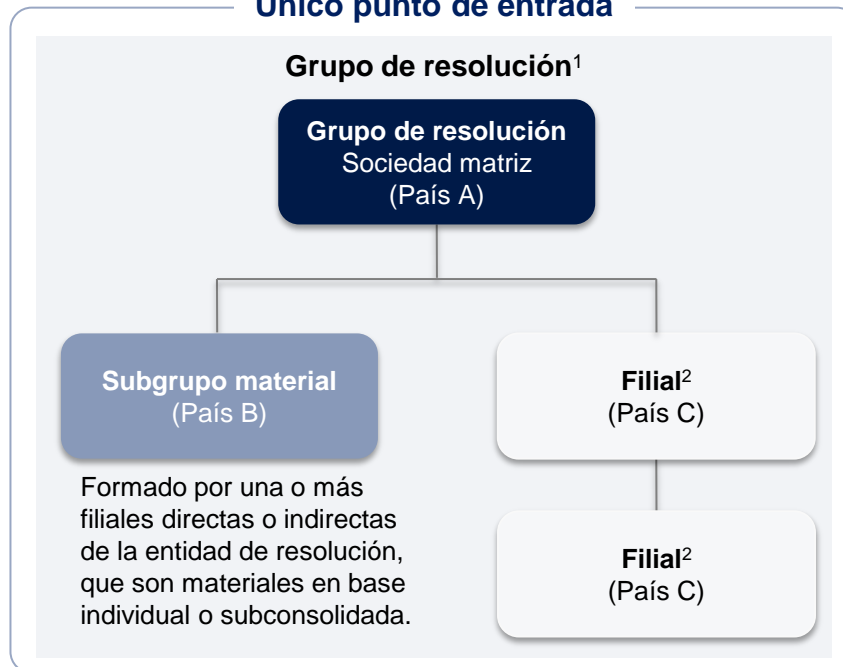 Único punto de entrada
Grupo de resolución¹
Grupo de resolución
Sociedad matriz
(País A)
Subgrupo material
(País B)
Filial²
(País C)
Formado por una o más
filiales directas o indirectas
de la entidad de resolución,
que son materiales en base
individual o subconsolidada.
Filial²
(País C)